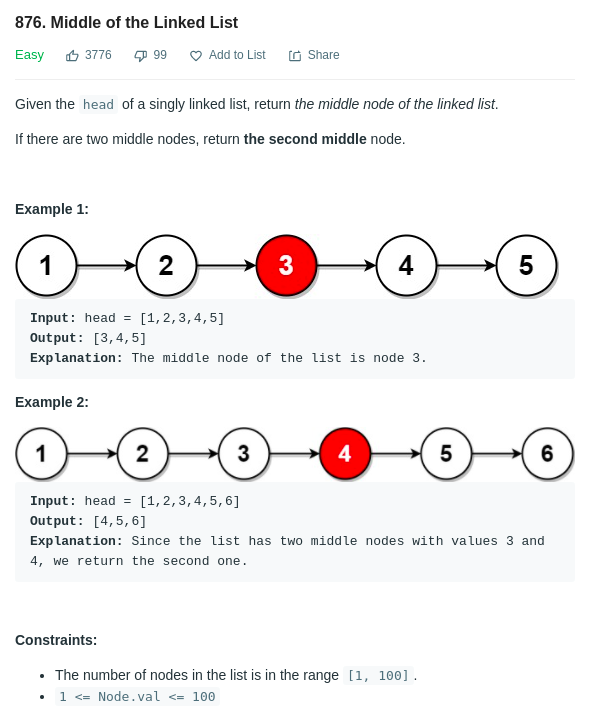 876. Middle of the Linked List
Easy 3776 99 Add to List Share
Given the head of a singly linked list, return the middle node of the linked list.
If there are two middle nodes, return the second middle node.
Example 1:
1 2 3 4 5
Input: head = [1,2,3,4,5]
Output: [3,4,5]
Explanation: The middle node of the list is node 3.
Example 2:
1 2 3 4 5 6
Input: head = [1,2,3,4,5,6]
Output: [4,5,6]
Explanation: Since the list has two middle nodes with values 3 and
4, we return the second one.
Constraints:
• The number of nodes in the list is in the range [1, 100].
• 1 <= Node.val <= 100